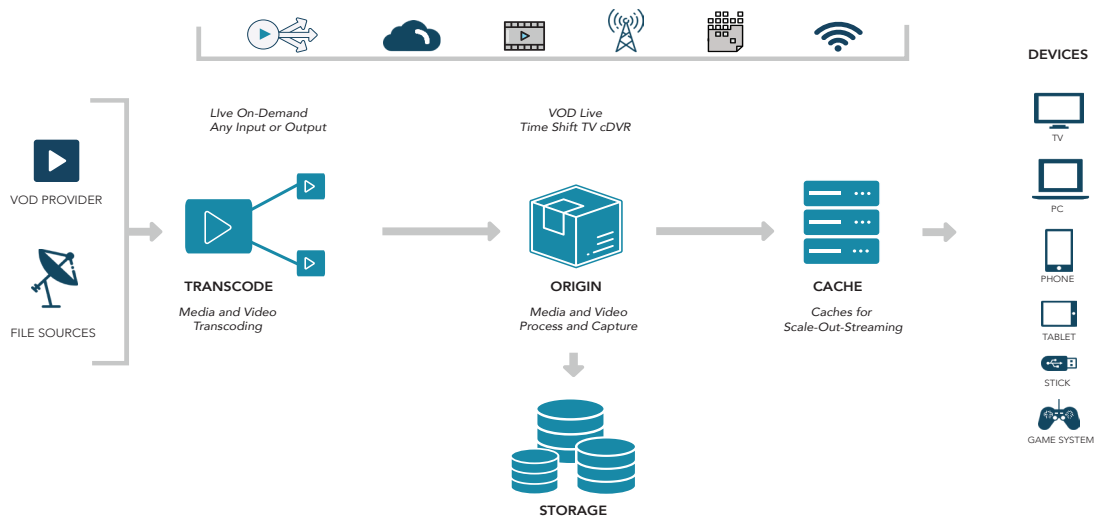 DEVICES
LIve On-Demand
Any Input or Output
VOD Live
Time Shift TV cDVR
VOD PROVIDER
FILE SOURCES
TRANSCODE
Media and Video
Transcoding
ORIGIN
Media and Video
Process and Capture
CACHE
Caches for
Scale-Out-Streaming
STORAGE
TV
PC
PHONE
TABLET
STICK
GAME SYSTEM